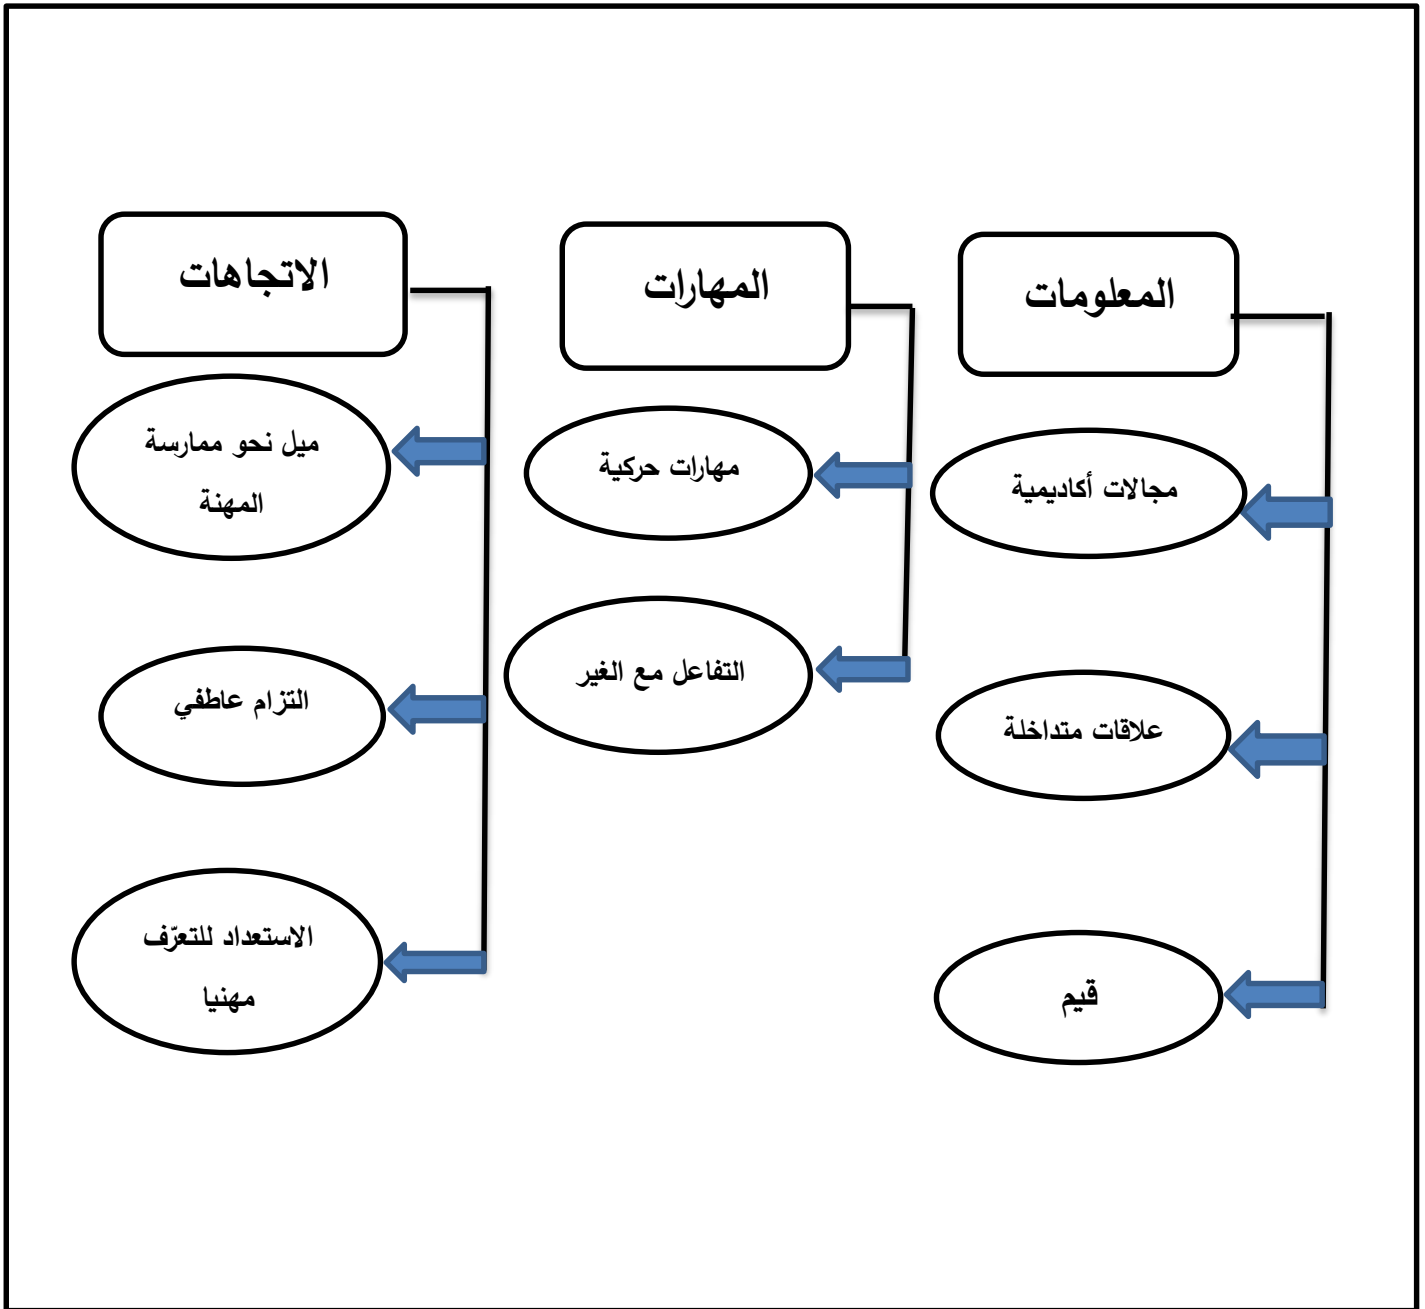 المعلومات
مجالات أكاديمية
علاقات متداخلة
قيم
المهارات
مهارات حركية
التفاعل مع الغير
الاتجاهات
ميل نحو ممارسة
المهنة
التزام عاطفي
الاستعداد للتعرّف
مهنيا